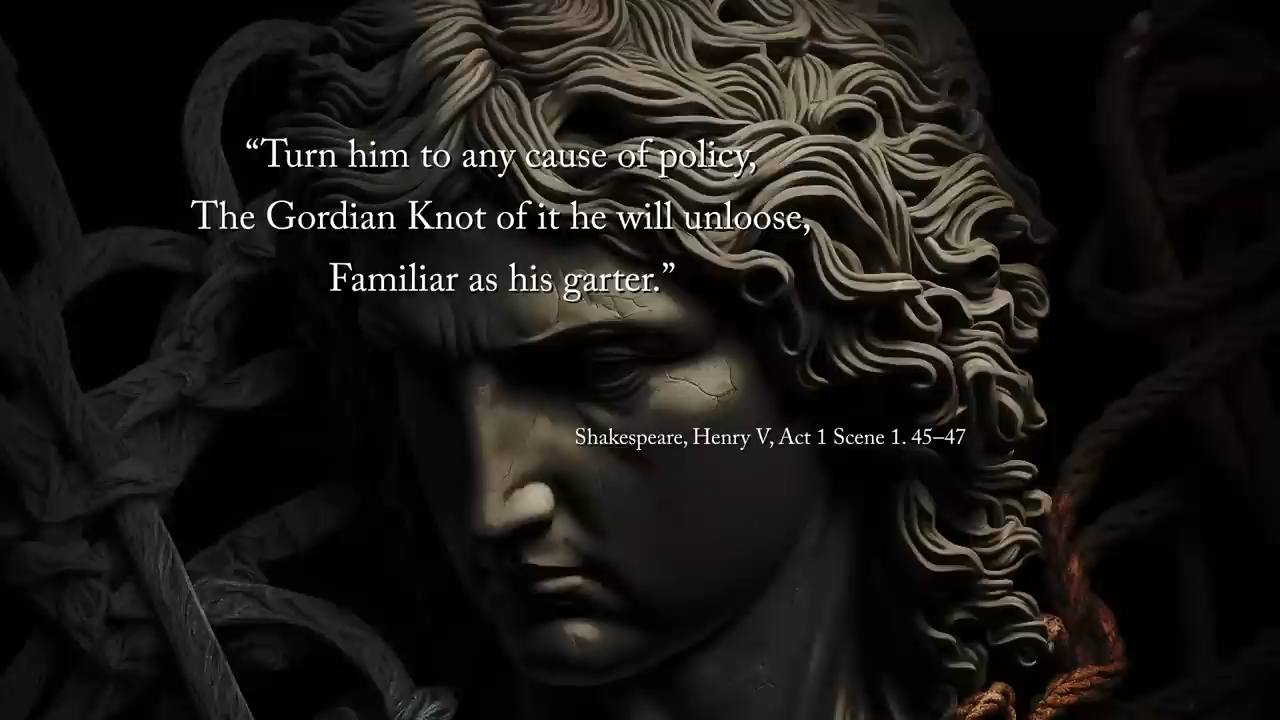 “Turn him to any cause of policy,
The Gordian Knot of it he will unloose,
Familiar as his garter.”
Shakespeare, Henry V, Act 1 Scene 1. 45–47